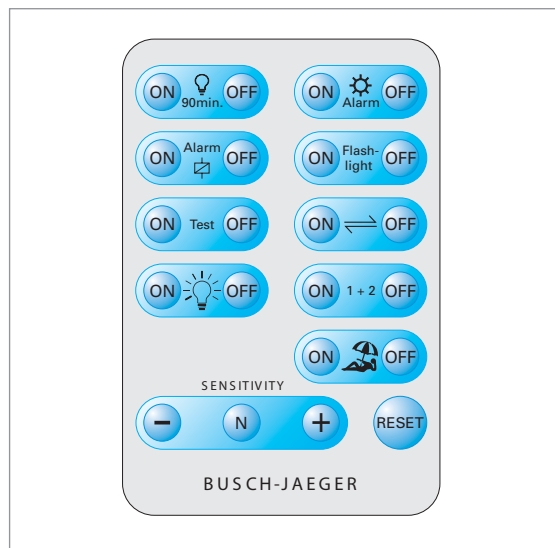 ON 90min. OFF
ON Alarm OFF
ON Alarm OFF
ON Flash-
light OFF
ON Test OFF
ON OFF
ON OFF
ON 1 + 2 OFF
ON OFF
SENSITIVITY
− N +
RESET
BUSCH-JAEGER